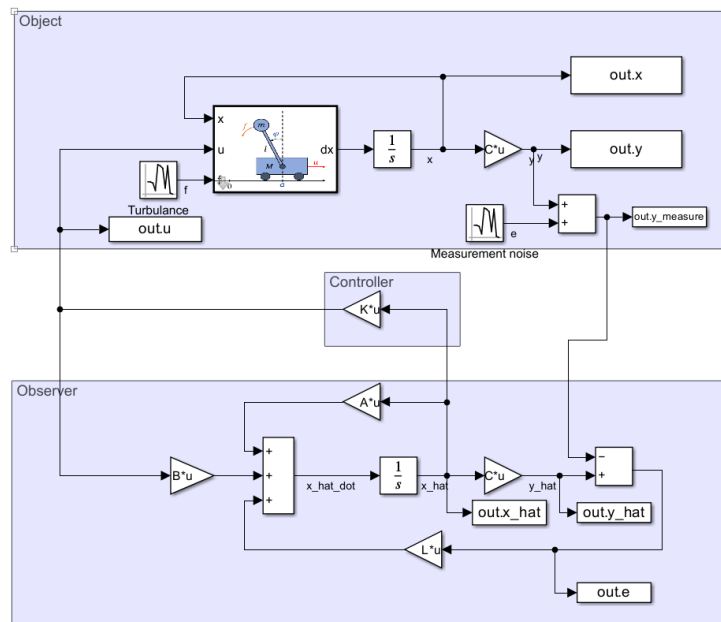 Object
out.x
x
u
m
f
φ
l
M
u
dx
1
s
x
C*u
y
y
out.y
f
Turbulance
out.u
e
Measurement noise
+
+
out.y_measure
Controller
K*u
Observer
A*u
B*u
+
+
+
x_hat_dot
1
s
x_hat
C*u
y_hat
−
+
out.x_hat
out.y_hat
L*u
out.e